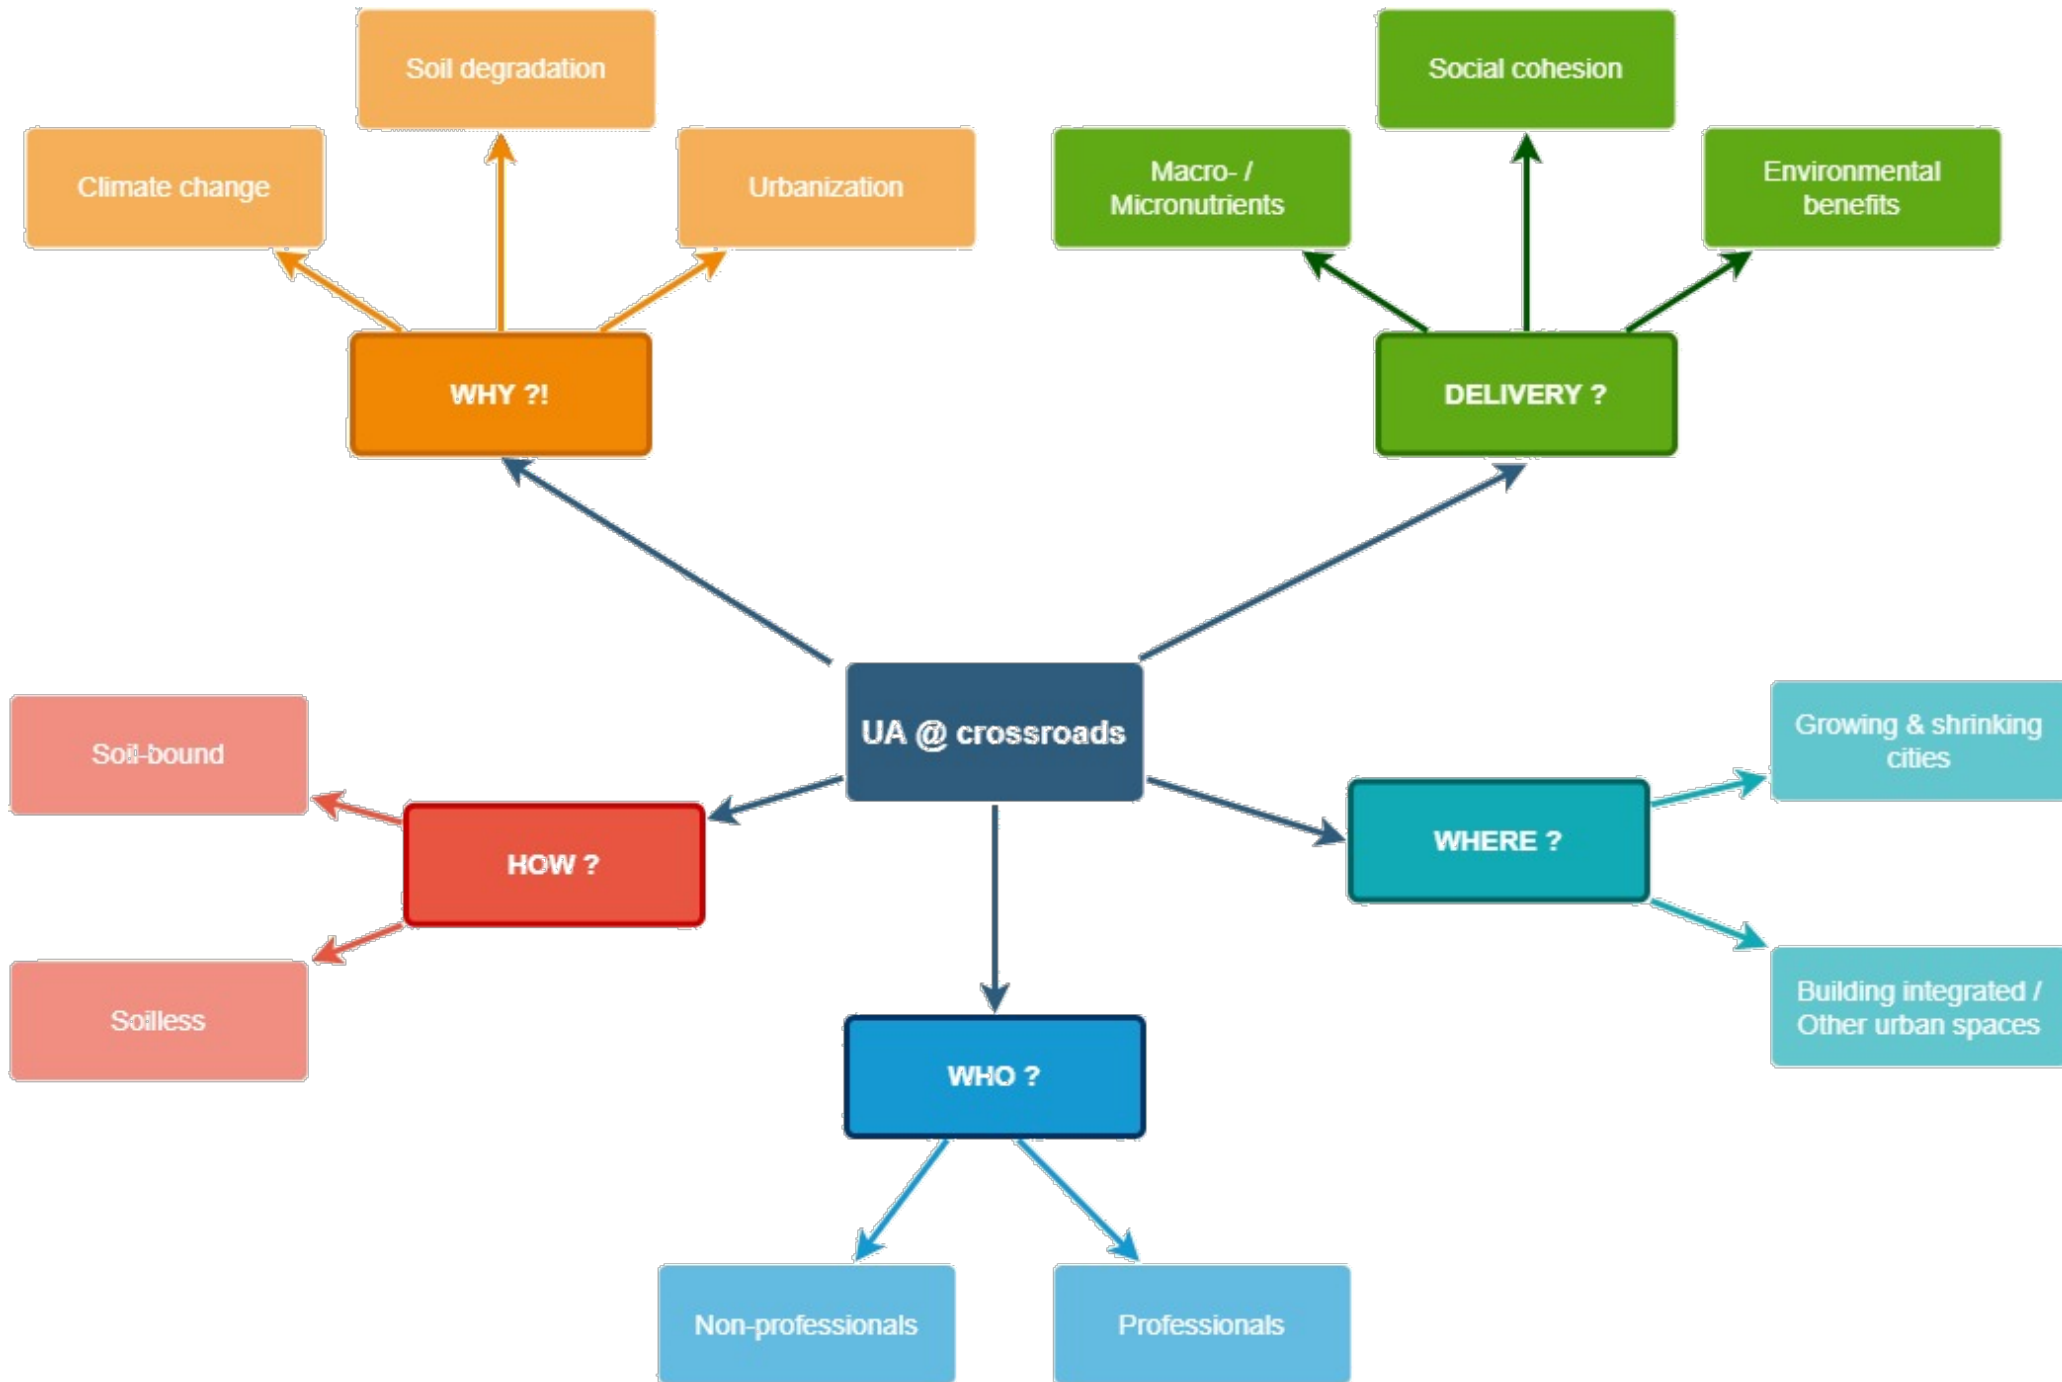 Soil degradation
Social cohesion
Climate change
Urbanization
Macro- /
Micronutrients
Environmental
benefits
WHY ?!
DELIVERY ?
UA @ crossroads
Soil-bound
Growing & shrinking
cities
HOW ?
WHERE ?
Soilless
Building integrated /
Other urban spaces
WHO ?
Non-professionals
Professionals